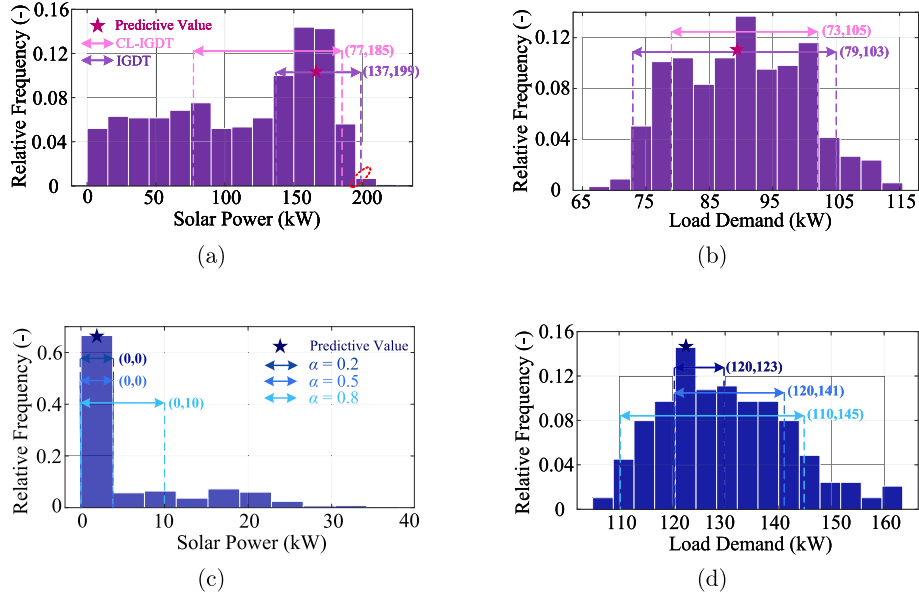 0.16
0.12
0.08
0.04
0
Relative Frequency (-)
Predictive Value
CL-IGDT
IGDT
(77,185)
(137,199)
0
50
100
150
200
Solar Power (kW)
(a)
0.12
0.08
0.04
0
Relative Frequency (-)
(73,105)
(79,103)
65
75
85
95
105
115
Load Demand (kW)
(b)
0.6
0.4
0.2
0
Relative Frequency (-)
(0,0)
(0,0)
(0,10)
Predictive Value
α = 0.2
α = 0.5
α = 0.8
0
10
20
30
40
Solar Power (kW)
(c)
0.16
0.12
0.08
0.04
0
Relative Frequency (-)
(120,123)
(120,141)
(110,145)
110
120
130
140
150
160
Load Demand (kW)
(d)